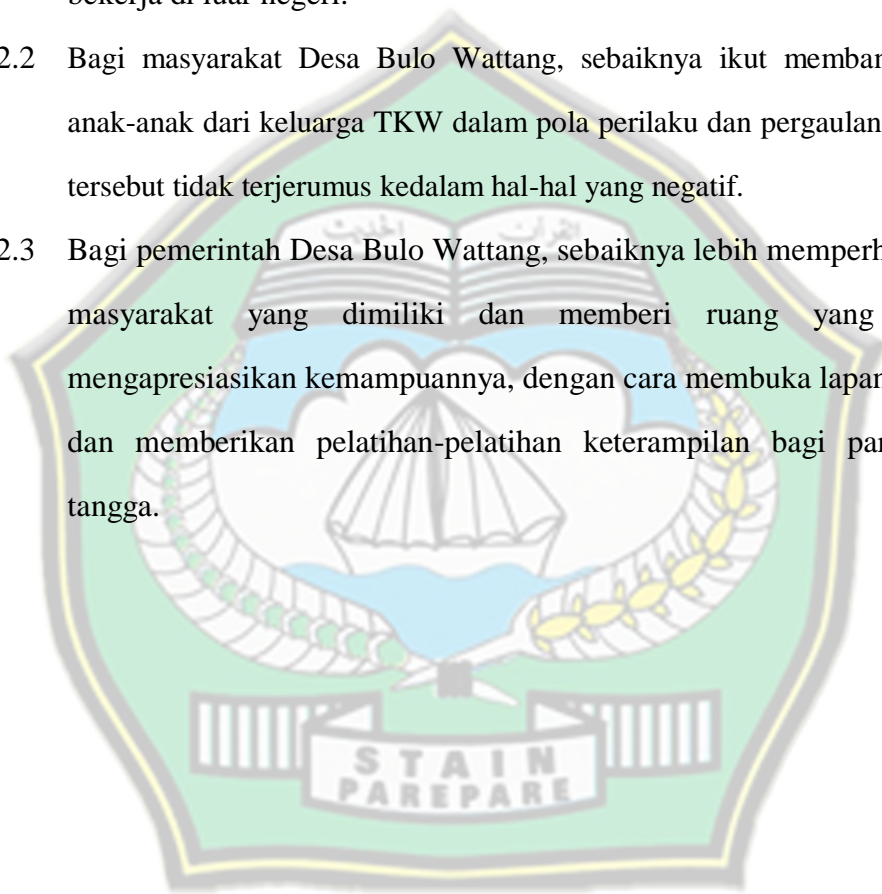 bekerja di luar negeri.
2.2 Bagi masyarakat Desa Bulo Wattang, sebaiknya ikut memban
anak-anak dari keluarga TKW dalam pola perilaku dan pergaulan
tersebut tidak terjerumus kedalam hal-hal yang negatif.
2.3 Bagi pemerintah Desa Bulo Wattang, sebaiknya lebih memperh
masyarakat yang dimiliki dan memberi ruang yang
mengapresiasikan kemampuannya, dengan cara membuka lapan
dan memberikan pelatihan-pelatihan keterampilan bagi par
tangga.
الحديث القرآن
STAIN
PAREPARE